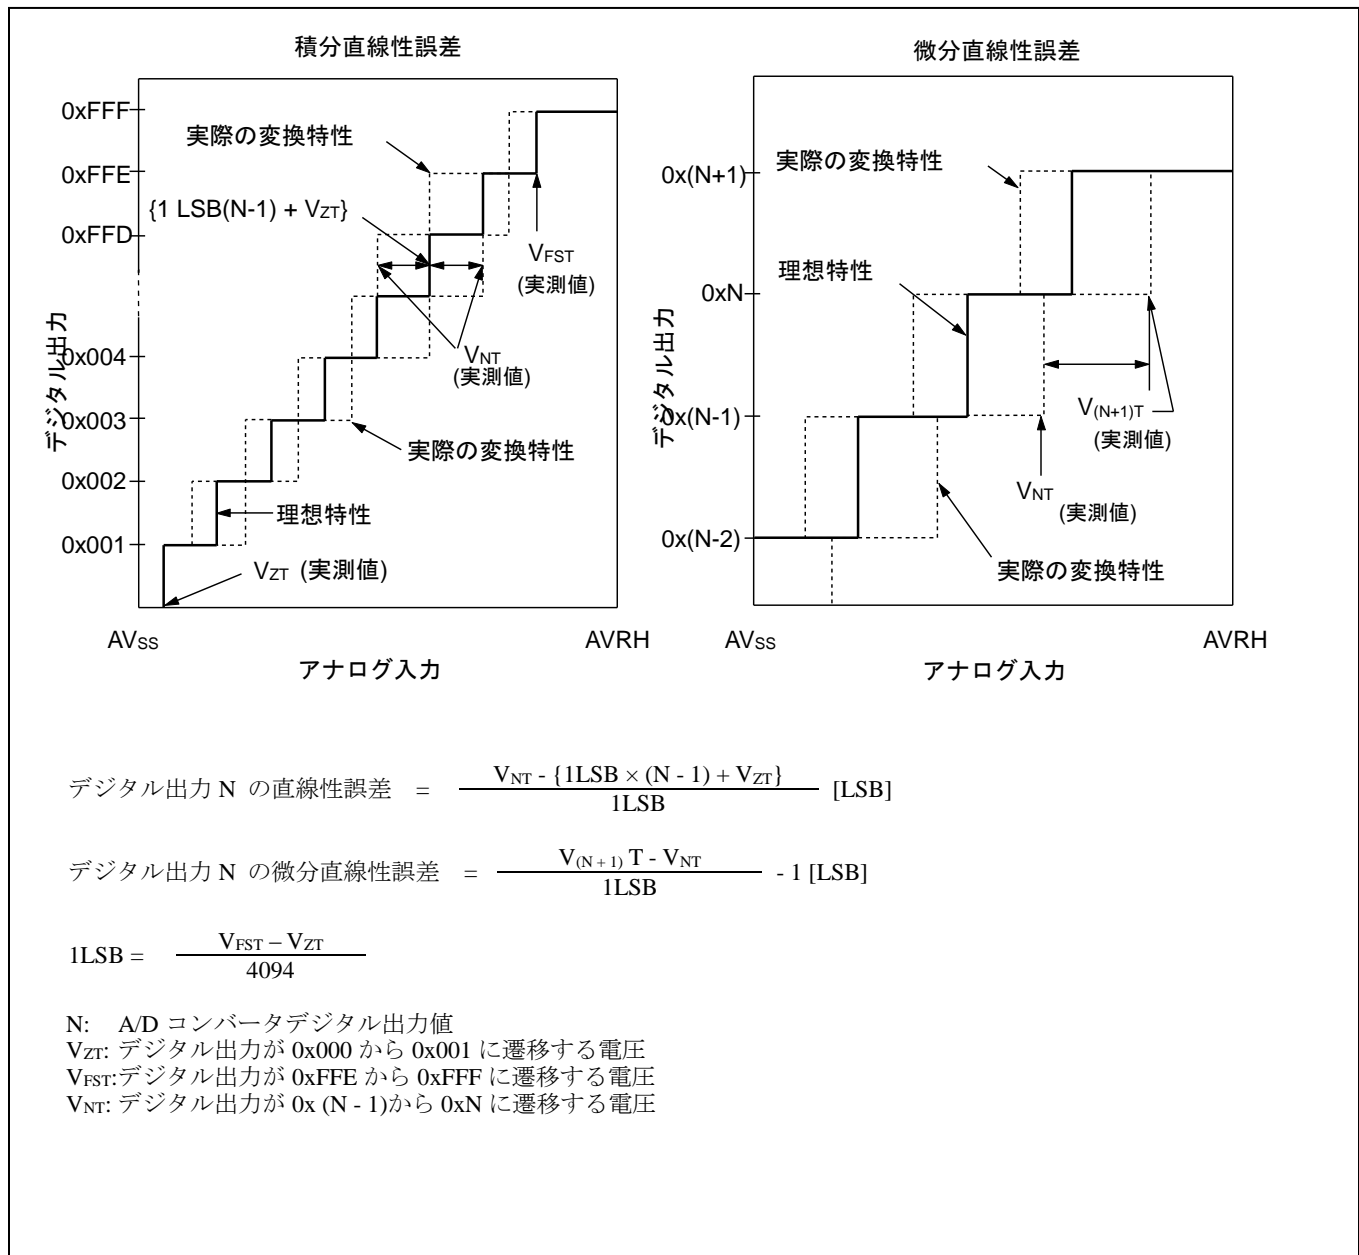 積分直線性誤差
0xFFF
0xFFE
0xFFD
0x004
0x003
0x002
0x001
デジタル出力
実際の変換特性
{1 LSB(N-1) + VZT}
VFST
(実測値)
VNT
(実測値)
実際の変換特性
理想特性
VZT (実測値)
AVSS
AVRH
アナログ入力
微分直線性誤差
0x(N+1)
0xN
0x(N-1)
0x(N-2)
デジタル出力
実際の変換特性
理想特性
V(N+1)T
(実測値)
VNT
(実測値)
実際の変換特性
AVSS
AVRH
アナログ入力
デジタル出力 N の直線性誤差 = VNT - {1LSB × (N - 1) + VZT} [LSB]
1LSB
デジタル出力 N の微分直線性誤差 = V(N + 1) T - VNT - 1 [LSB]
1LSB
1LSB = VFST – VZT
4094
N: A/D コンバータデジタル出力値
VZT: デジタル出力が 0x000 から 0x001 に遷移する電圧
VFST:デジタル出力が 0xFFE から 0xFFF に遷移する電圧
VNT: デジタル出力が 0x (N - 1)から 0xN に遷移する電圧